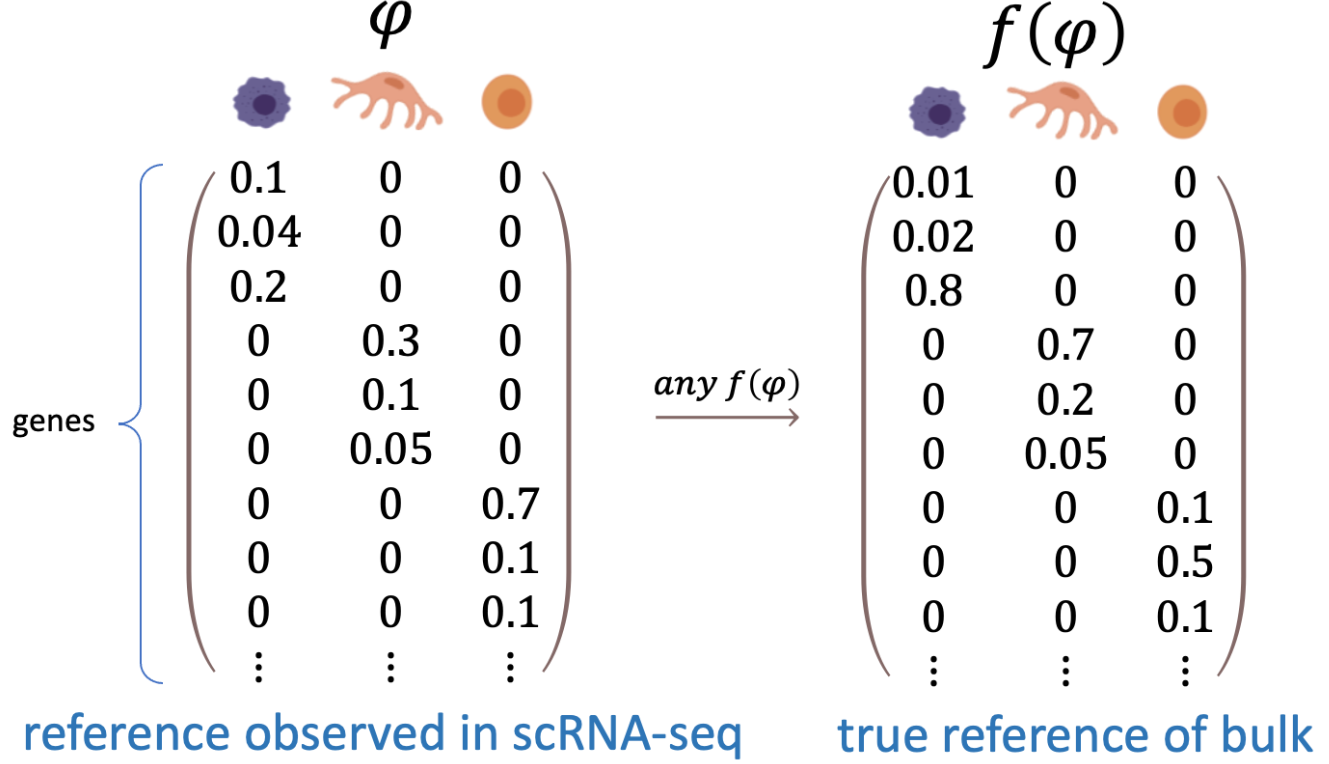 φ f(φ)
0.1 0 0 0.01 0 0
0.04 0 0 0.02 0 0
0.2 0 0 0.8 0 0
0 0.3 0 0 0.7 0
any f(φ)
0 0.1 0 0 0.2 0
genes
0 0.05 0 0 0.05 0
0 0 0.7 0 0 0.1
0 0 0.1 0 0 0.5
0 0 0.1 0 0 0.1
⋮ ⋮ ⋮ ⋮ ⋮ ⋮
reference observed in scRNA-seq true reference of bulk